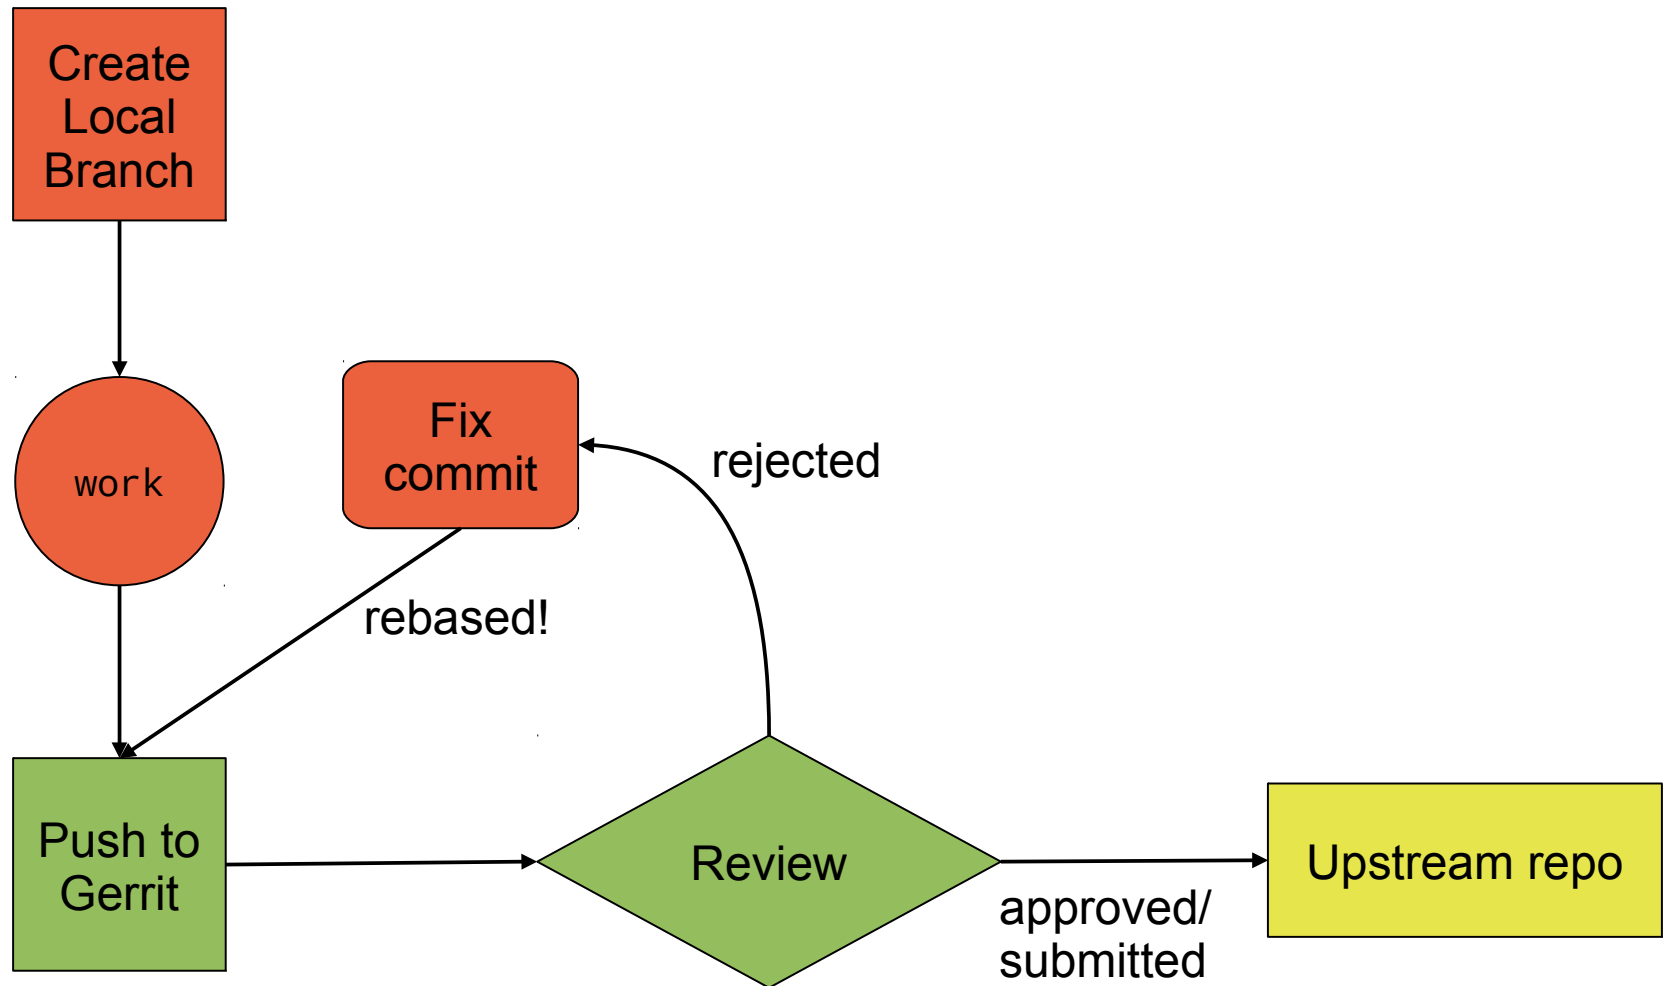 Create
Local
Branch
work
Fix
commit
rejected
rebased!
Push to
Gerrit
Review
approved/
submitted
Upstream repo